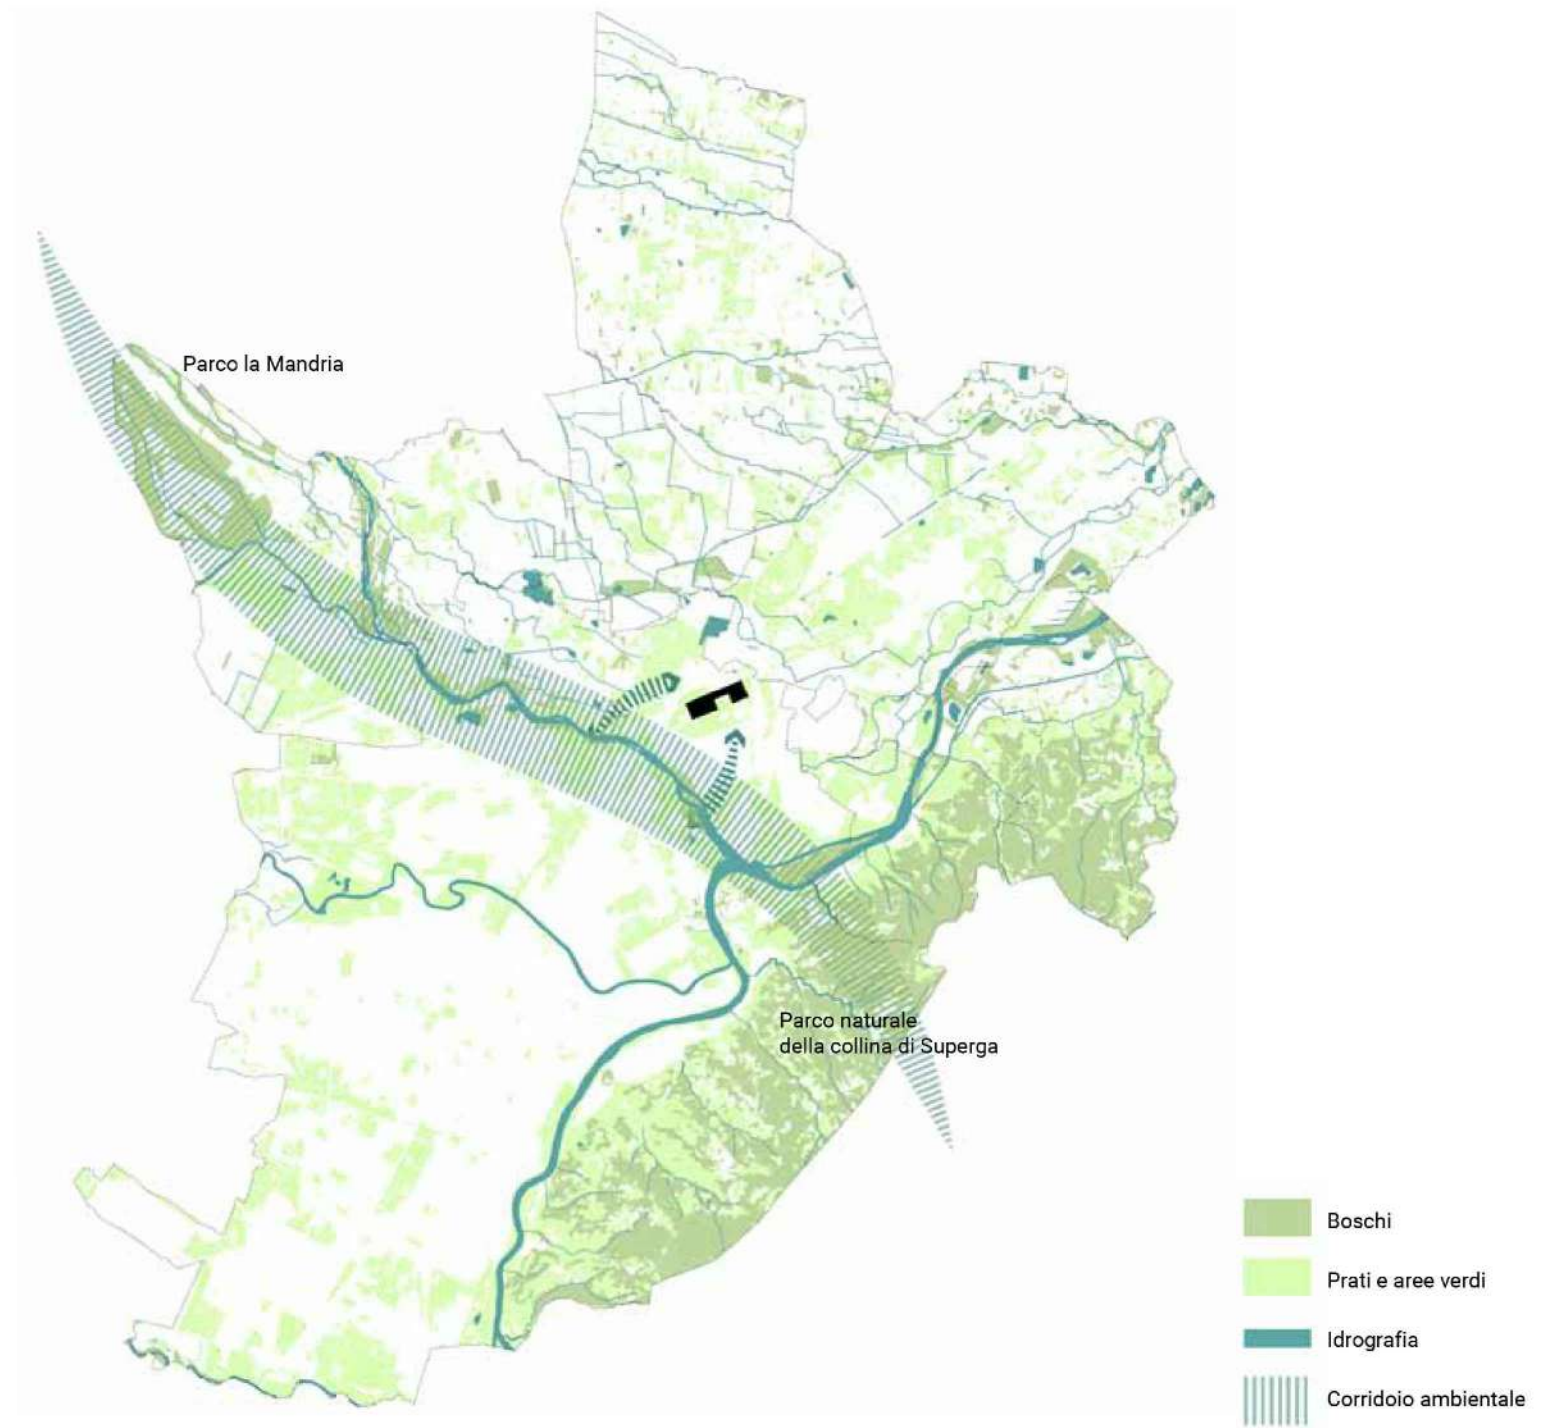 Parco la Mandria
Parco naturale
della collina di Superga
Boschi
Prati e aree verdi
Idrografia
Corridoio ambientale